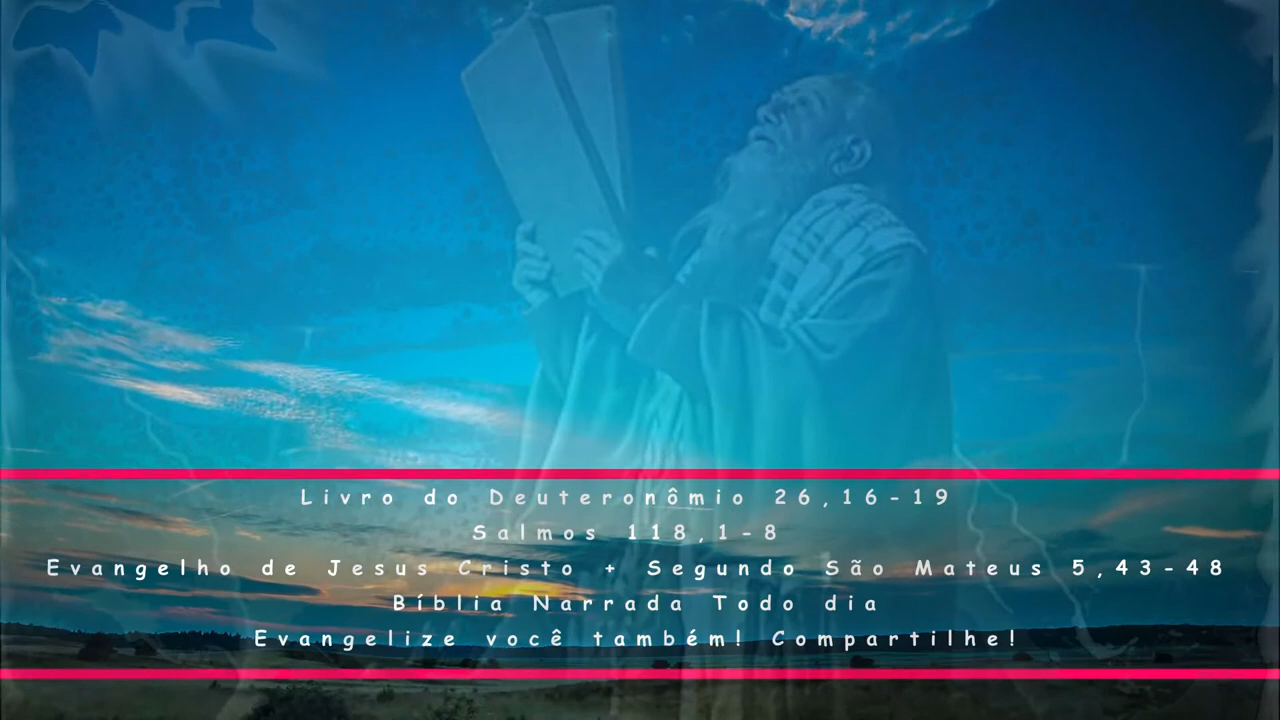 Livro do Deuteronômio 26,16-19
Salmos 118,1-8
Evangelho de Jesus Cristo + Segundo São Mateus 5,43-48
Bíblia Narrada Todo dia
Evangelize você também! Compartilhe!